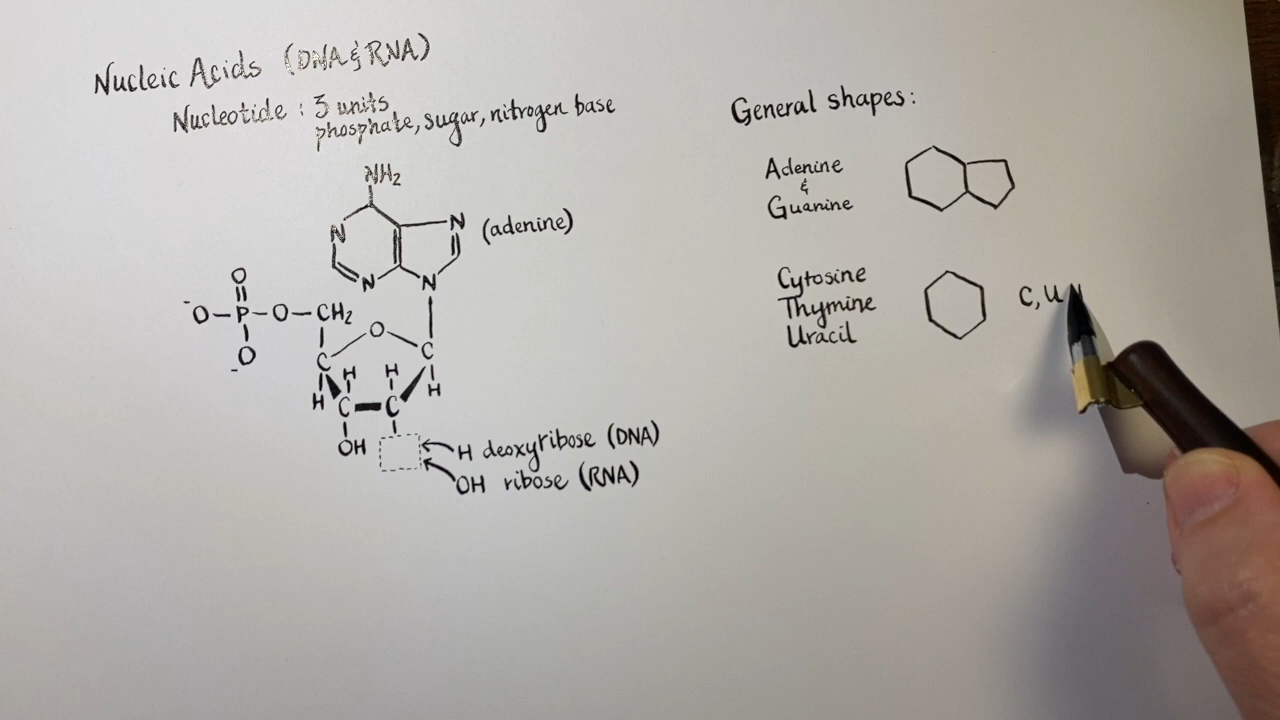 Nucleic Acids (DNA & RNA)
Nucleotide : 3 units
phosphate, sugar, nitrogen base
NH2
N
N
(adenine)
N
N
O
-O-P-O-CH2
O
O-
C
C
H
H
H
H
C
C
OH
H deoxyribose (DNA)
OH ribose (RNA)
General shapes:
Adenine
&
Guanine
Cytosine
Thymine
Uracil
C, U